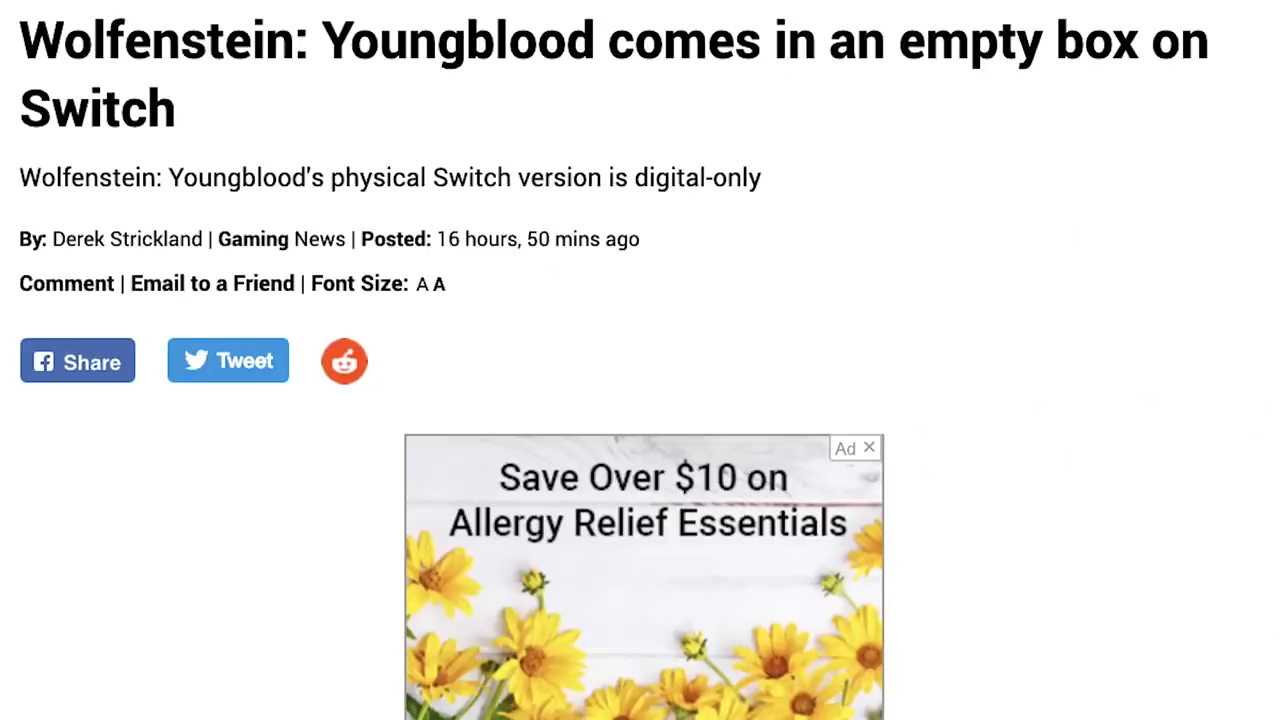 Wolfenstein: Youngblood comes in an empty box on
Switch
Wolfenstein: Youngblood's physical Switch version is digital-only
By: Derek Strickland | Gaming News | Posted: 16 hours, 50 mins ago
Comment | Email to a Friend | Font Size: A A
Share Tweet
Ad
Save Over $10 on
Allergy Relief Essentials